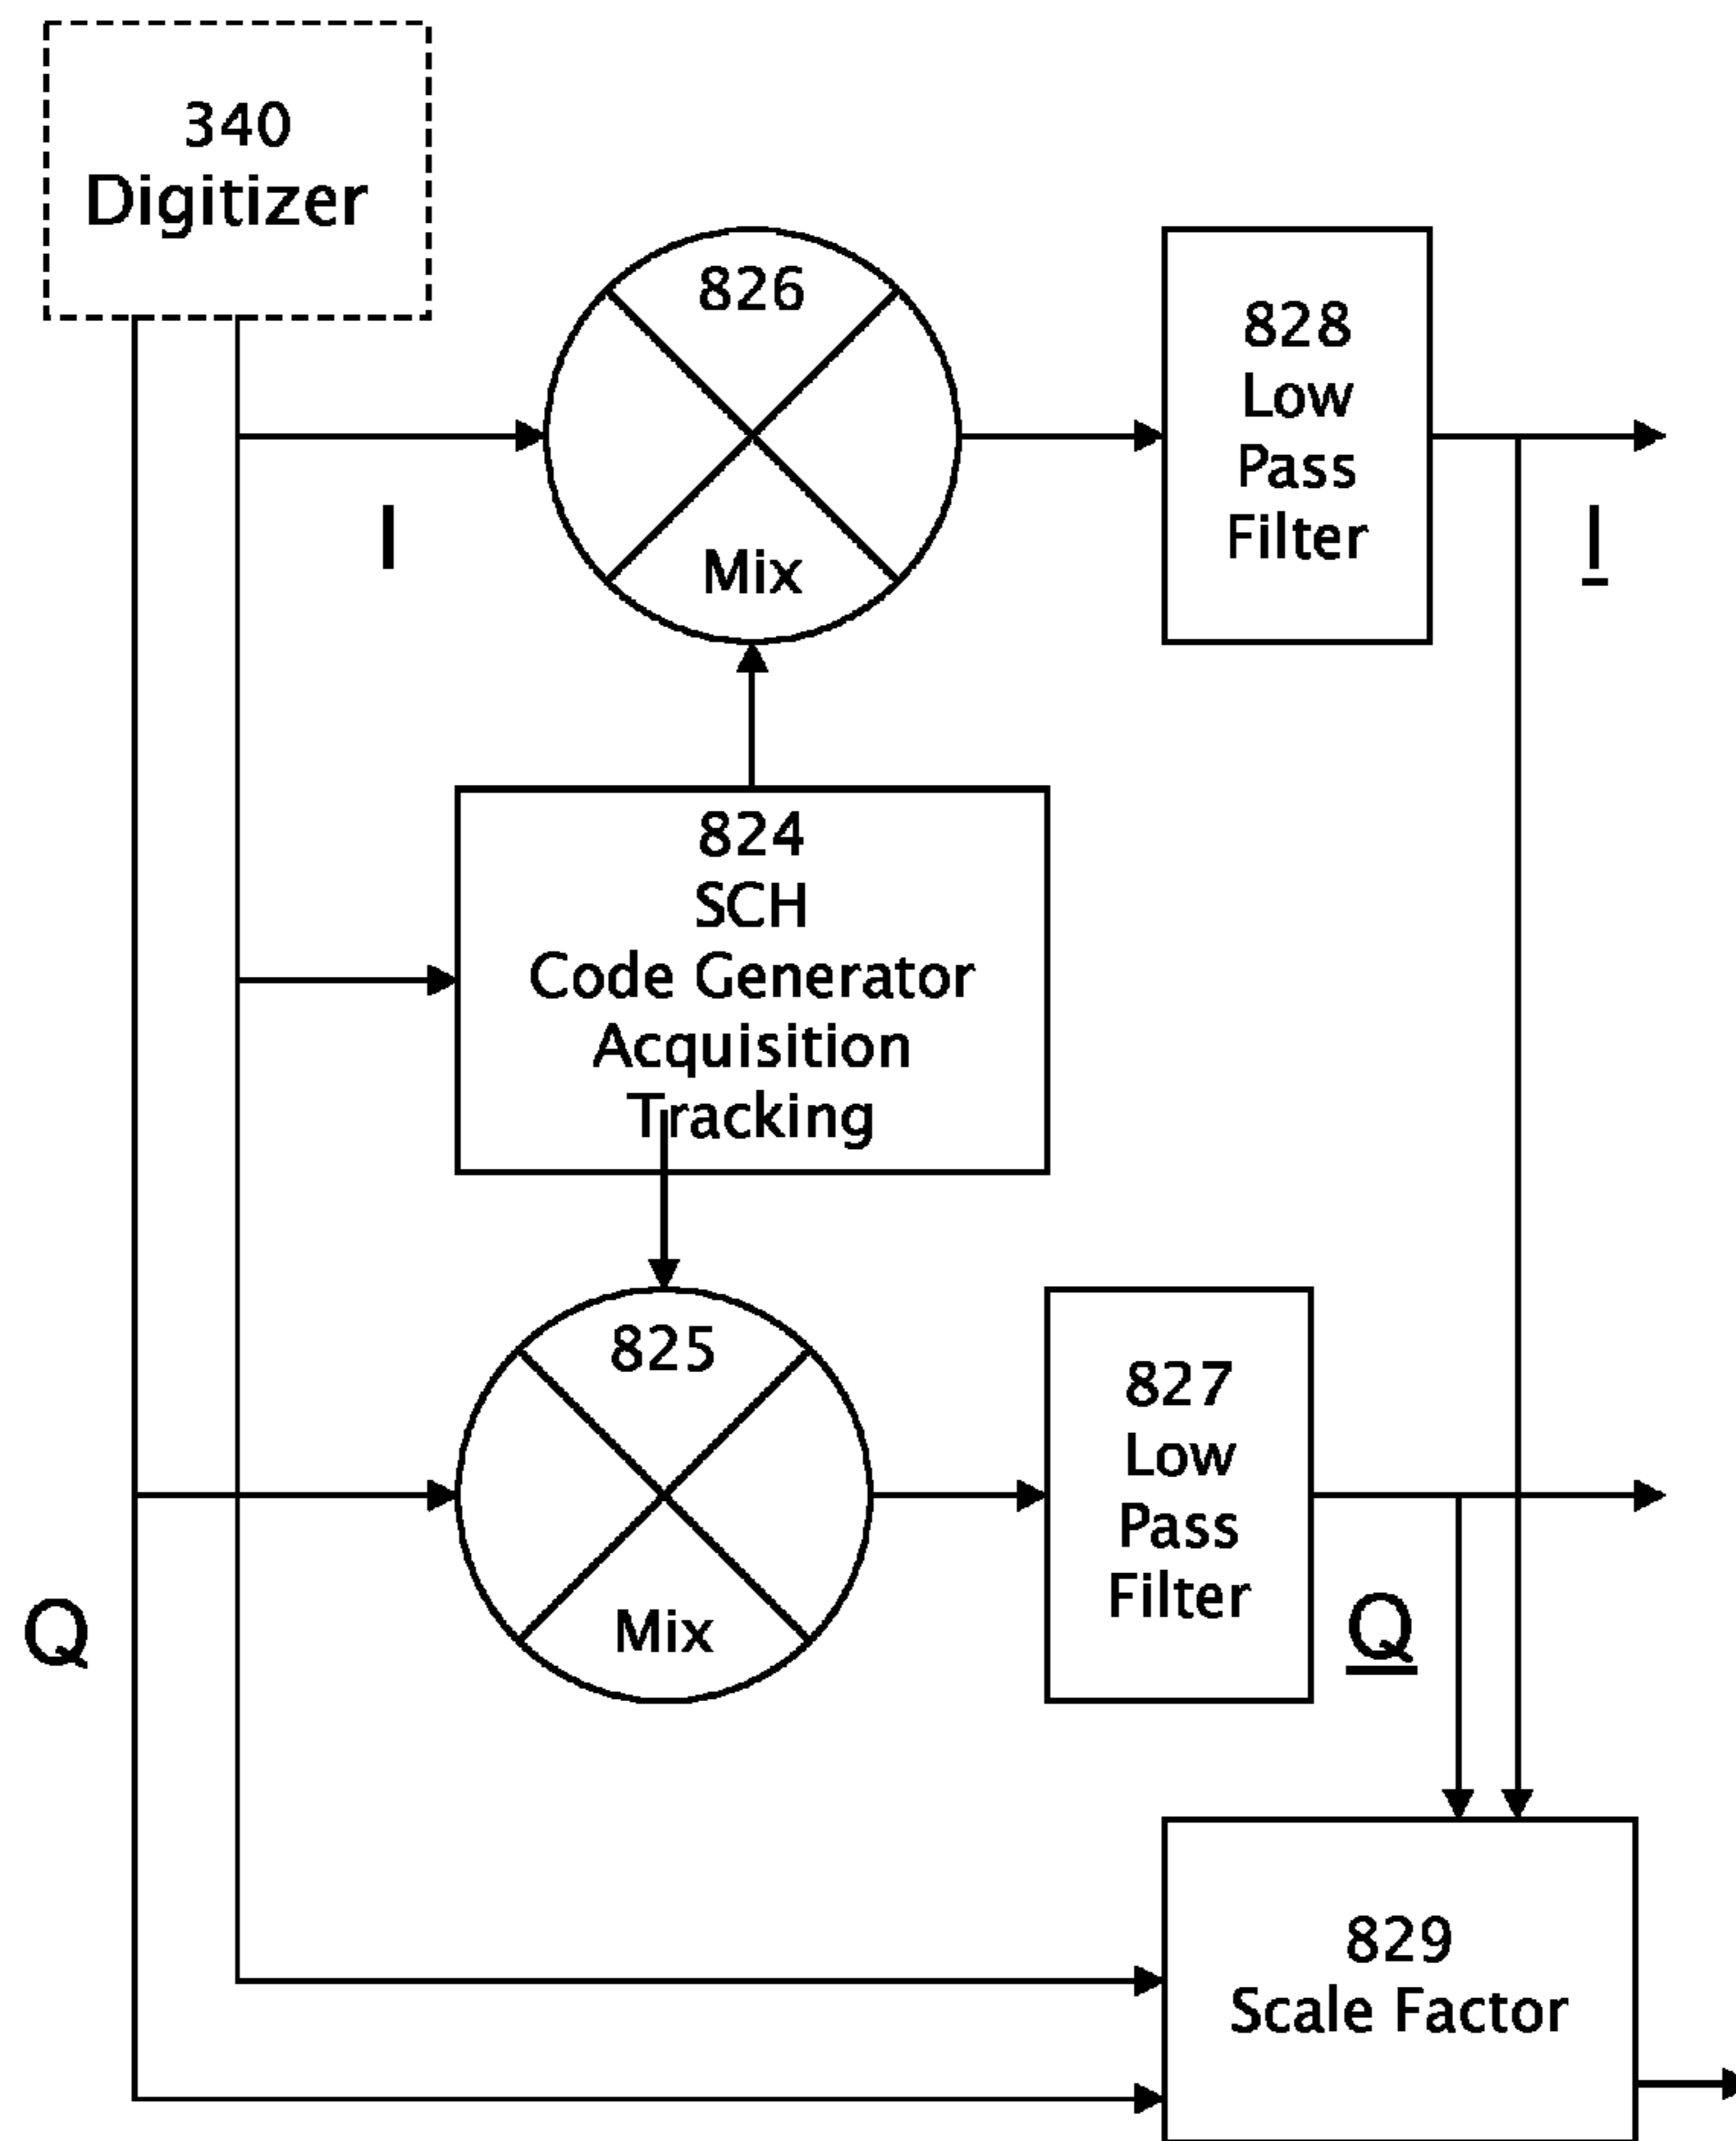 340
Digitizer
826
Mix
828
Low
Pass
Filter
I
I
824
SCH
Code Generator
Acquisition
Tracking
825
Mix
827
Low
Pass
Filter
Q
Q
829
Scale Factor